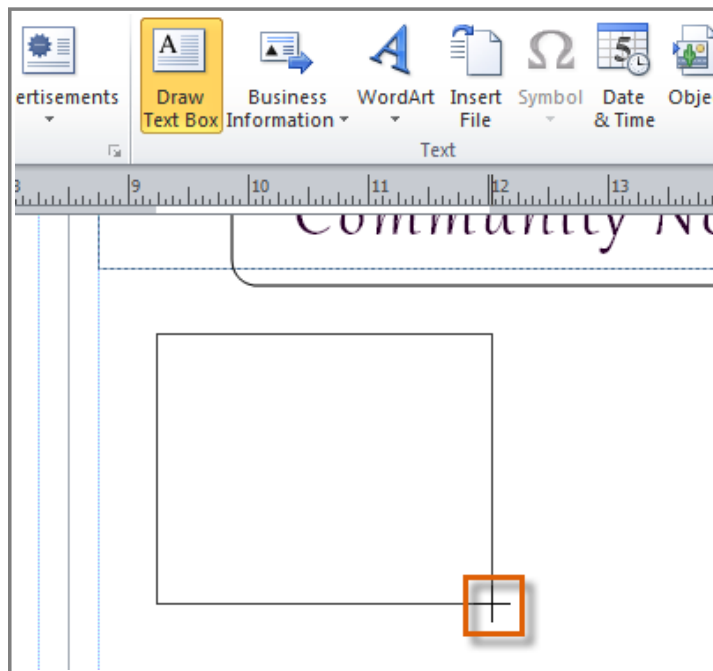 ertisements
Draw
Text Box
Business
Information
WordArt
Insert
File
Symbol
Date
& Time
Obje
Text
9 10 11 12 13
Community